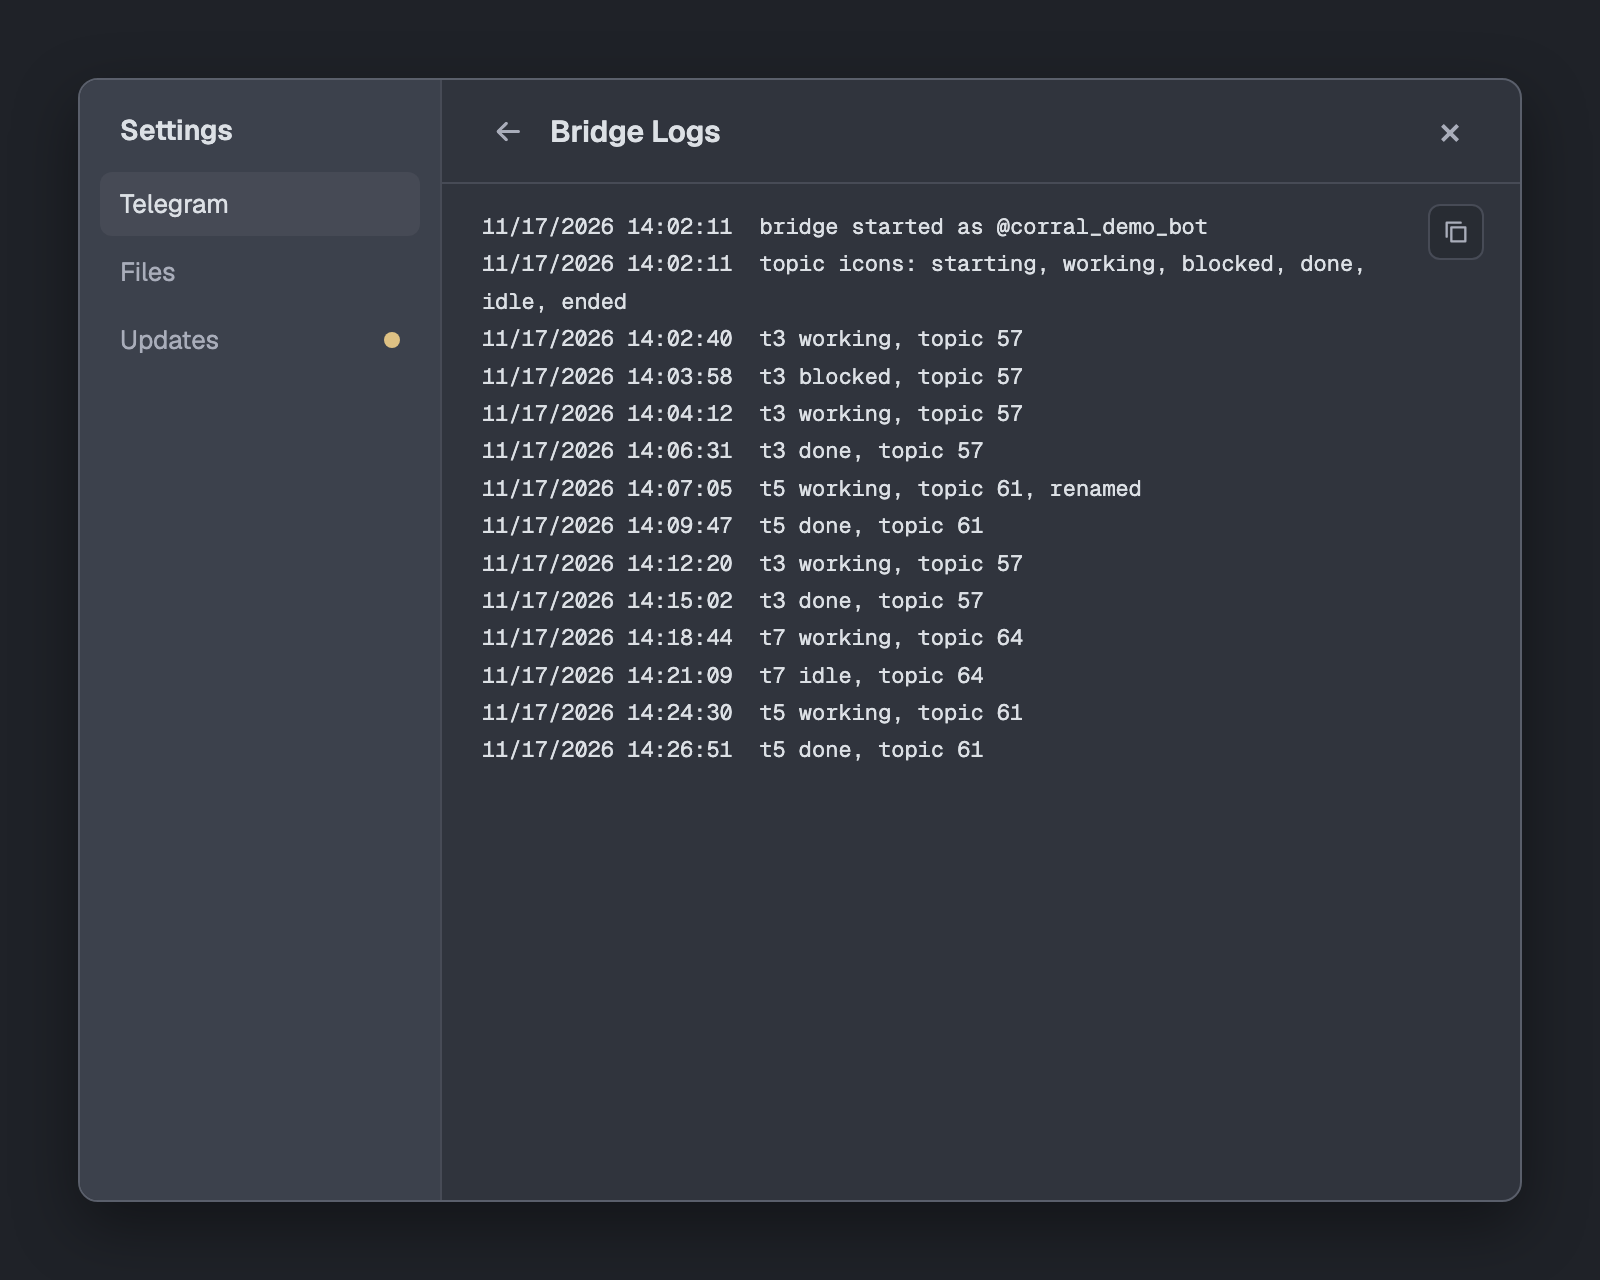 Settings
Telegram
Files
Updates
Bridge Logs
11/17/2026 14:02:11  bridge started as @corral_demo_bot
11/17/2026 14:02:11  topic icons: starting, working, blocked, done,
idle, ended
11/17/2026 14:02:40  t3 working, topic 57
11/17/2026 14:03:58  t3 blocked, topic 57
11/17/2026 14:04:12  t3 working, topic 57
11/17/2026 14:06:31  t3 done, topic 57
11/17/2026 14:07:05  t5 working, topic 61, renamed
11/17/2026 14:09:47  t5 done, topic 61
11/17/2026 14:12:20  t3 working, topic 57
11/17/2026 14:15:02  t3 done, topic 57
11/17/2026 14:18:44  t7 working, topic 64
11/17/2026 14:21:09  t7 idle, topic 64
11/17/2026 14:24:30  t5 working, topic 61
11/17/2026 14:26:51  t5 done, topic 61